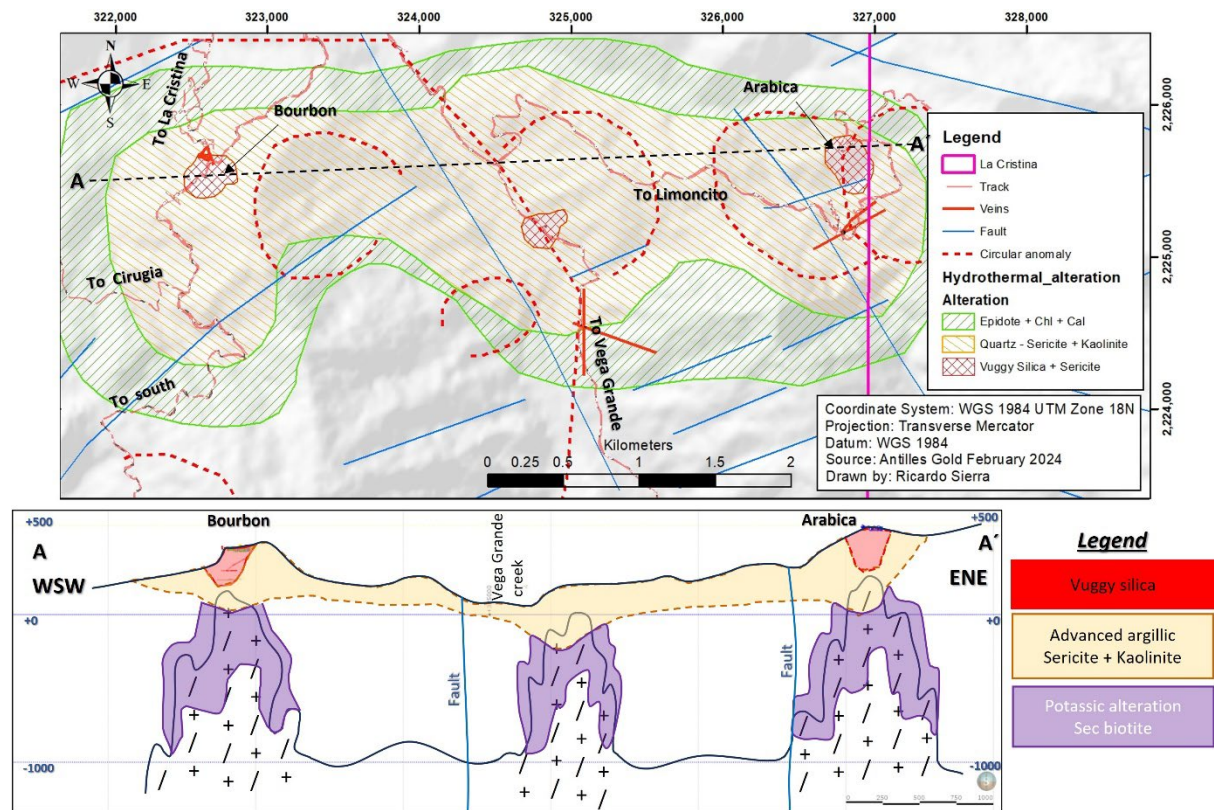 322,000 323,000 324,000 325,000 326,000 327,000 328,000
N
W E
S
To La Cristina
Bourbon
Arabica
2,226,000
A
A´
To Limoncito
To Cirugia
2,225,000
To south
To Vega Grande
2,224,000
Legend
La Cristina
Track
Veins
Fault
Circular anomaly
Hydrothermal_alteration
Alteration
Epidote + Chl + Cal
Quartz - Sericite + Kaolinite
Vuggy Silica + Sericite
Kilometers
0 0.25 0.5 1 1.5 2
Coordinate System: WGS 1984 UTM Zone 18N
Projection: Transverse Mercator
Datum: WGS 1984
Source: Antilles Gold February 2024
Drawn by: Ricardo Sierra
+500 Bourbon Arabica +500
A A´
WSW ENE
Vega Grande
creek
+0 +0
Fault Fault
-1000 -1000
0 250 500 750 1000
Legend
Vuggy silica
Advanced argillic
Sericite + Kaolinite
Potassic alteration
Sec biotite